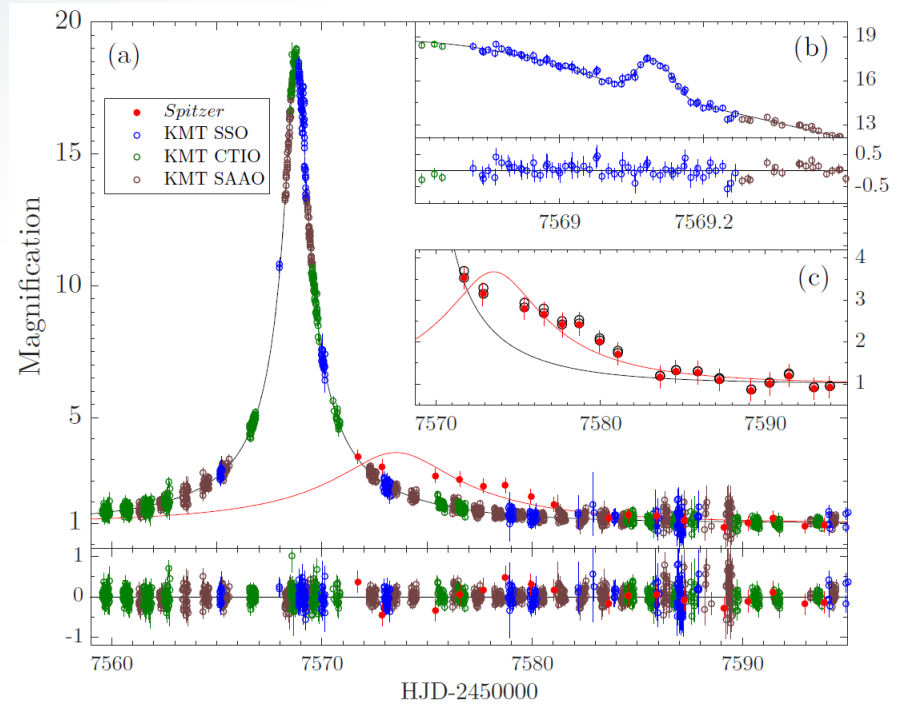 20
(a)
Spitzer
KMT SSO
KMT CTIO
KMT SAAO
15
10
5
1
Magnification
(b)
19
16
13
0.5
-0.5
7569
7569.2
(c)
4
3
2
1
7570
7580
7590
1
0
-1
7560
7570
7580
7590
HJD-2450000